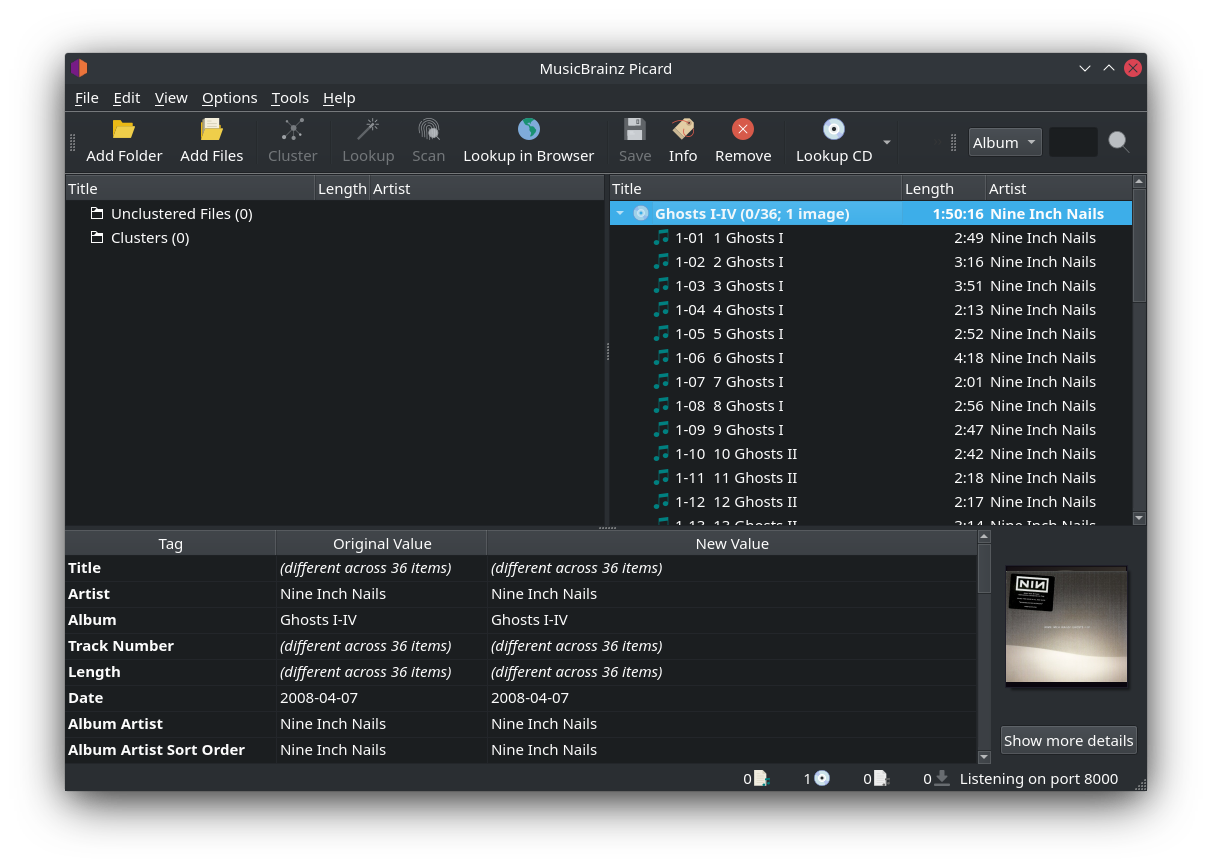 MusicBrainz Picard
File Edit View Options Tools Help
Add Folder Add Files Cluster Lookup Scan Lookup in Browser Save Info Remove Lookup CD Album
Title Length Artist
Unclustered Files (0)
Clusters (0)
Title Length Artist
Ghosts I-IV (0/36; 1 image) 1:50:16 Nine Inch Nails
1-01 1 Ghosts I 2:49 Nine Inch Nails
1-02 2 Ghosts I 3:16 Nine Inch Nails
1-03 3 Ghosts I 3:51 Nine Inch Nails
1-04 4 Ghosts I 2:13 Nine Inch Nails
1-05 5 Ghosts I 2:52 Nine Inch Nails
1-06 6 Ghosts I 4:18 Nine Inch Nails
1-07 7 Ghosts I 2:01 Nine Inch Nails
1-08 8 Ghosts I 2:56 Nine Inch Nails
1-09 9 Ghosts I 2:47 Nine Inch Nails
1-10 10 Ghosts II 2:42 Nine Inch Nails
1-11 11 Ghosts II 2:18 Nine Inch Nails
1-12 12 Ghosts II 2:17 Nine Inch Nails
1-13 13 Ghosts II 3:14 Nine Inch Nails
Tag Original Value New Value
Title (different across 36 items) (different across 36 items)
Artist Nine Inch Nails Nine Inch Nails
Album Ghosts I-IV Ghosts I-IV
Track Number (different across 36 items) (different across 36 items)
Length (different across 36 items) (different across 36 items)
Date 2008-04-07 2008-04-07
Album Artist Nine Inch Nails Nine Inch Nails
Album Artist Sort Order Nine Inch Nails Nine Inch Nails
NIN
Show more details
0 1 0 0 Listening on port 8000